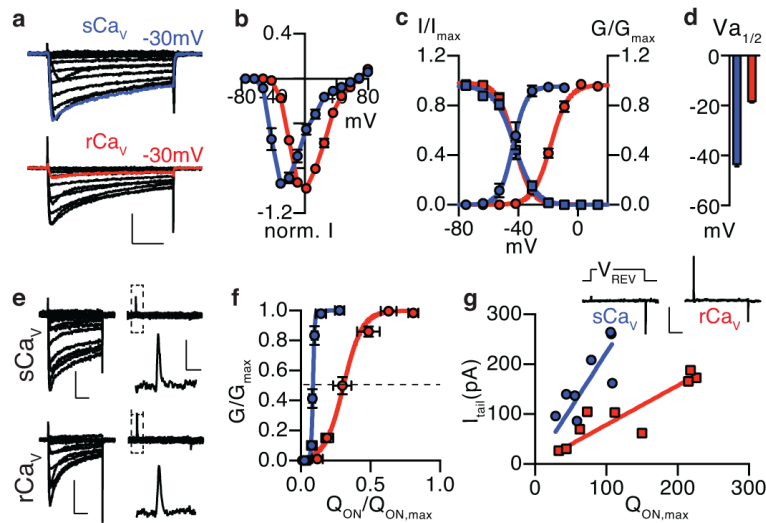 a
sCaV
-30mV
rCaV
-30mV
b
0.4
-80
-40
40
80
mV
-1.2
norm. I
c
I/Imax
G/Gmax
1.2
0.8
0.4
0.0
1.2
0.8
0.4
0.0
-80
-40
0
mV
d
Va1/2
0
-20
-40
-60
mV
e
sCaV
rCaV
f
G/Gmax
1.0
0.8
0.6
0.4
0.2
0.0
0.0
0.5
1.0
QON/QON,max
g
VREV
sCaV
rCaV
Itail(pA)
300
200
100
0
0
100
200
300
QON,max